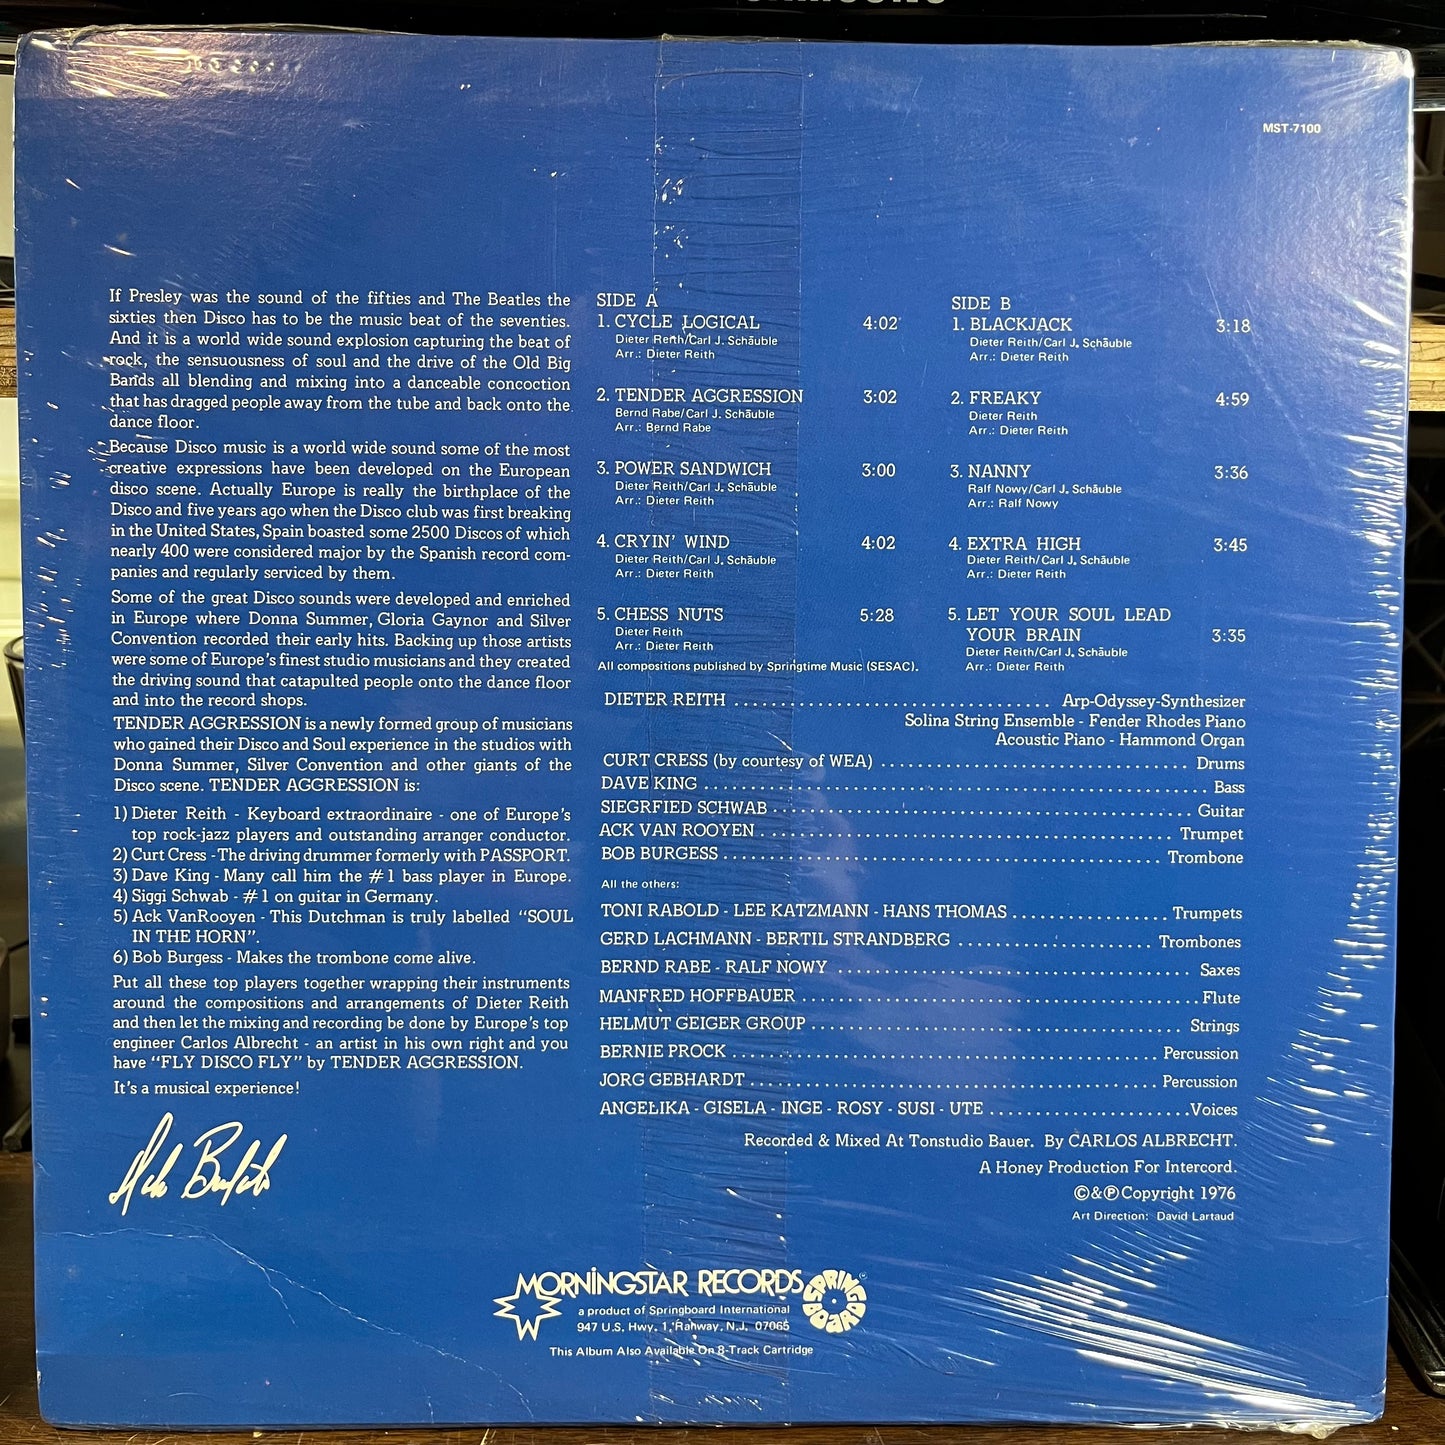 MST-7100
If Presley was the sound of the fifties and The Beatles the
sixties then Disco has to be the music beat of the seventies.
And it is a world wide sound explosion capturing the beat of
rock, the sensuousness of soul and the drive of the Old Big
Bands all blending and mixing into a danceable concoction
that has dragged people away from the tube and back onto the
dance floor.
Because Disco music is a world wide sound some of the most
creative expressions have been developed on the European
disco scene. Actually Europe is really the birthplace of the
Disco and five years ago when the Disco club was first breaking
in the United States, Spain boasted some 2500 Discos of which
nearly 400 were considered major by the Spanish record com-
panies and regularly serviced by them.
Some of the great Disco sounds were developed and enriched
in Europe where Donna Summer, Gloria Gaynor and Silver
Convention recorded their early hits. Backing up those artists
were some of Europe's finest studio musicians and they created
the driving sound that catapulted people onto the dance floor
and into the record shops.
TENDER AGGRESSION is a newly formed group of musicians
who gained their Disco and Soul experience in the studios with
Donna Summer, Silver Convention and other giants of the
Disco scene. TENDER AGGRESSION is:
1) Dieter Reith - Keyboard extraordinaire - one of Europe's
top rock-jazz players and outstanding arranger conductor.
2) Curt Cress - The driving drummer formerly with PASSPORT.
3) Dave King - Many call him the #1 bass player in Europe.
4) Siggi Schwab - #1 on guitar in Germany.
5) Ack VanRooyen - This Dutchman is truly labelled "SOUL
IN THE HORN".
6) Bob Burgess - Makes the trombone come alive.
Put all these top players together wrapping their instruments
around the compositions and arrangements of Dieter Reith
and then let the mixing and recording be done by Europe's top
engineer Carlos Albrecht - an artist in his own right and you
have "FLY DISCO FLY" by TENDER AGGRESSION.
It's a musical experience!
SIDE A
1. CYCLE LOGICAL 4:02
Dieter Reith/Carl J. Schäuble
Arr.: Dieter Reith
2. TENDER AGGRESSION 3:02
Bernd Rabe/Carl J. Schäuble
Arr.: Bernd Rabe
3. POWER SANDWICH 3:00
Dieter Reith/Carl J. Schäuble
Arr.: Dieter Reith
4. CRYIN' WIND 4:02
Dieter Reith/Carl J. Schäuble
Arr.: Dieter Reith
5. CHESS NUTS 5:28
Dieter Reith
Arr.: Dieter Reith
All compositions published by Springtime Music (SESAC).
SIDE B
1. BLACKJACK 3:18
Dieter Reith/Carl J. Schäuble
Arr.: Dieter Reith
2. FREAKY 4:59
Dieter Reith
Arr.: Dieter Reith
3. NANNY 3:36
Ralf Nowy/Carl J. Schäuble
Arr.: Ralf Nowy
4. EXTRA HIGH 3:45
Dieter Reith/Carl J. Schäuble
Arr.: Dieter Reith
5. LET YOUR SOUL LEAD
YOUR BRAIN 3:35
Dieter Reith/Carl J. Schäuble
Arr.: Dieter Reith
DIETER REITH ........ Arp-Odyssey-Synthesizer
Solina String Ensemble - Fender Rhodes Piano
Acoustic Piano - Hammond Organ
CURT CRESS (by courtesy of WEA) ........ Drums
DAVE KING ........ Bass
SIEGRFIED SCHWAB ........ Guitar
ACK VAN ROOYEN ........ Trumpet
BOB BURGESS ........ Trombone
All the others:
TONI RABOLD - LEE KATZMANN - HANS THOMAS ........ Trumpets
GERD LACHMANN - BERTIL STRANDBERG ........ Trombones
BERND RABE - RALF NOWY ........ Saxes
MANFRED HOFFBAUER ........ Flute
HELMUT GEIGER GROUP ........ Strings
BERNIE PROCK ........ Percussion
JORG GEBHARDT ........ Percussion
ANGELIKA - GISELA - INGE - ROSY - SUSI - UTE ........ Voices
Recorded & Mixed At Tonstudio Bauer. By CARLOS ALBRECHT.
A Honey Production For Intercord.
©&℗Copyright 1976
Art Direction: David Lartaud
MORNINGSTAR RECORDS
SPRINGBOARD
a product of Springboard International
947 U.S. Hwy. 1, Rahway, N.J. 07065
This Album Also Available On 8-Track Cartridge